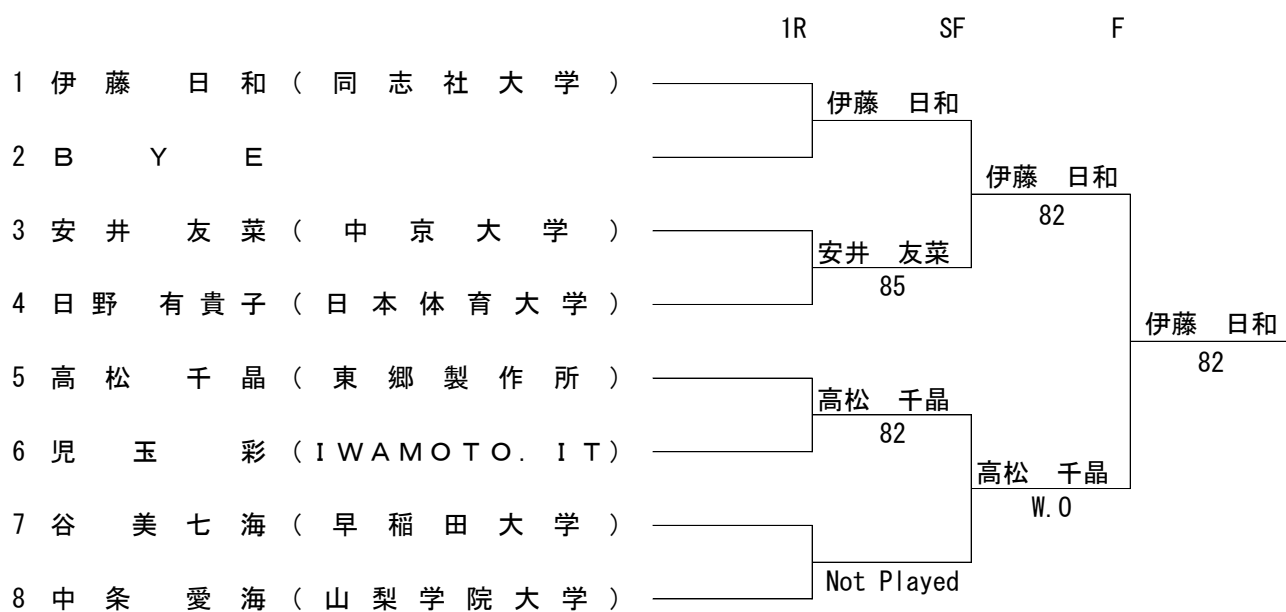 1R SF F
1 伊藤 日和 (同志社大学)
伊藤 日和
2 BYE
伊藤 日和
82
3 安井 友菜 (中京大学)
安井 友菜
85
4 日野 有貴子 (日本体育大学)
伊藤 日和
82
5 高松 千晶 (東郷製作所)
高松 千晶
82
6 児玉 彩 (IWAMOTO.IT)
高松 千晶
W.O
7 谷 美七海 (早稲田大学)
Not Played
8 中条 愛海 (山梨学院大学)